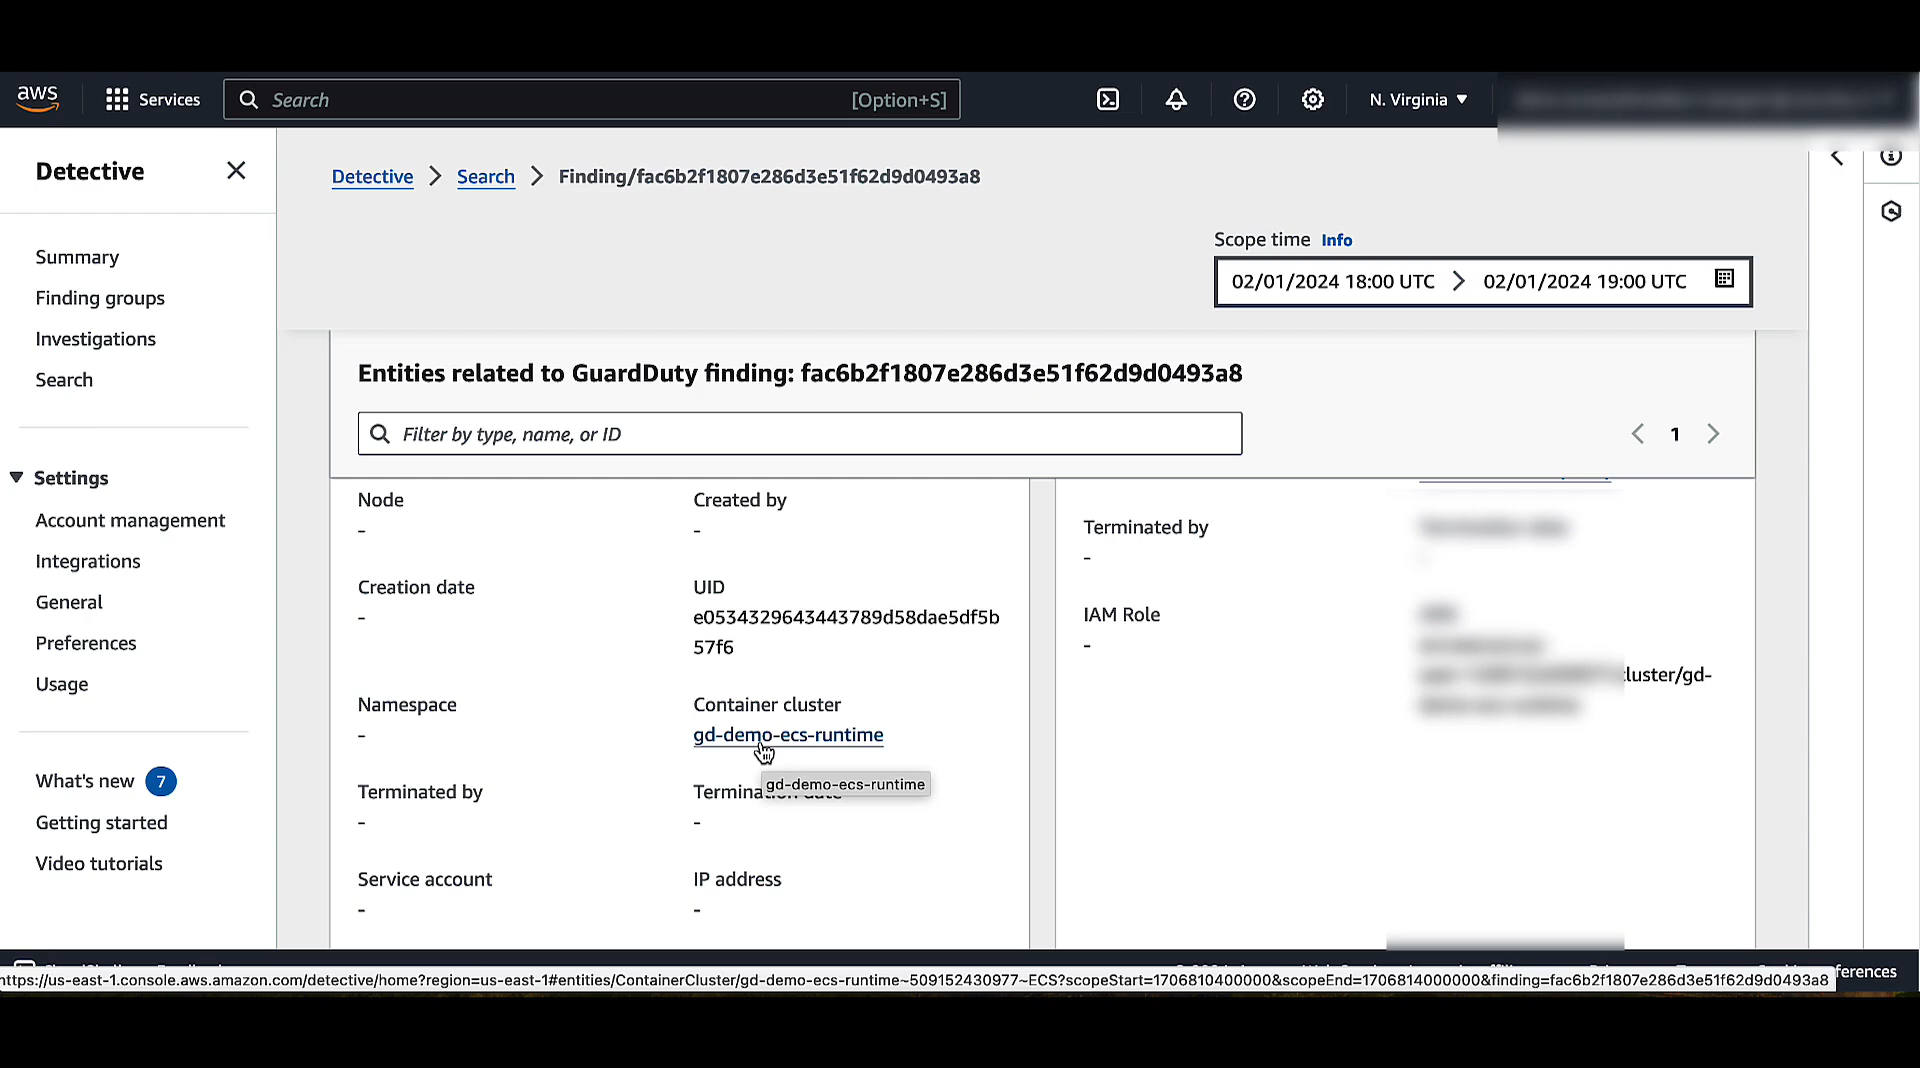 aws
Services
Search
[Option+S]
N. Virginia
Detective
Summary
Finding groups
Investigations
Search
Settings
Account management
Integrations
General
Preferences
Usage
What's new 7
Getting started
Video tutorials
Detective > Search > Finding/fac6b2f1807e286d3e51f62d9d0493a8
Scope time Info
02/01/2024 18:00 UTC > 02/01/2024 19:00 UTC
Entities related to GuardDuty finding: fac6b2f1807e286d3e51f62d9d0493a8
Filter by type, name, or ID
1
Node
-
Created by
-
Creation date
-
UID
e0534329643443789d58dae5df5b
57f6
Namespace
-
Container cluster
gd-demo-ecs-runtime
gd-demo-ecs-runtime
Terminated by
-
Termination date
-
Service account
-
IP address
-
Terminated by
-
IAM Role
-
cluster/gd-
https://us-east-1.console.aws.amazon.com/detective/home?region=us-east-1#entities/ContainerCluster/gd-demo-ecs-runtime~509152430977~ECS?scopeStart=1706810400000&scopeEnd=1706814000000&finding=fac6b2f1807e286d3e51f62d9d0493a8
ferences